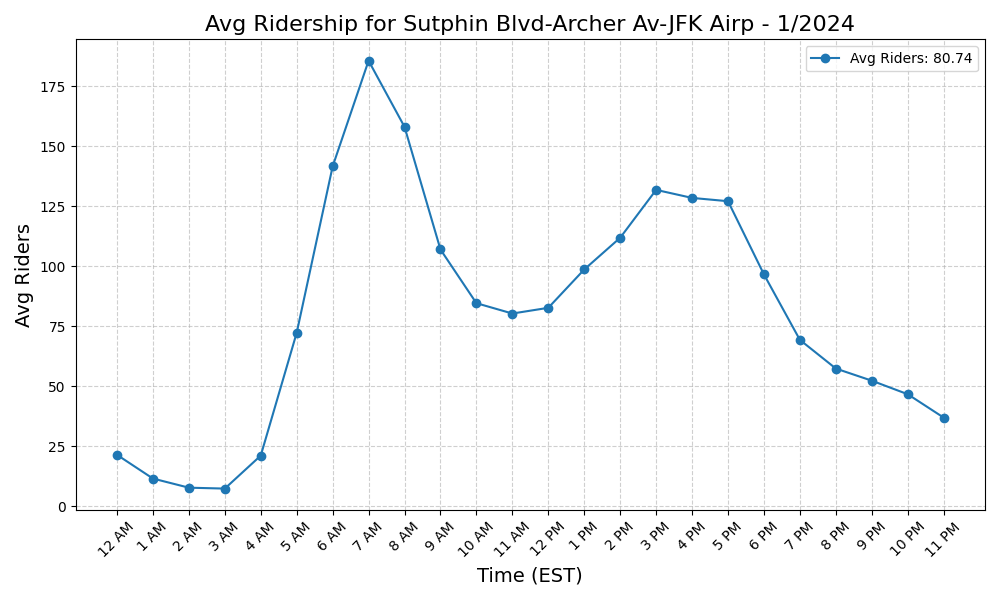 Avg Ridership for Sutphin Blvd-Archer Av-JFK Airp - 1/2024
Avg Riders: 80.74
Avg Riders
175
150
125
100
75
50
25
0
12 AM
1 AM
2 AM
3 AM
4 AM
5 AM
6 AM
7 AM
8 AM
9 AM
10 AM
11 AM
12 PM
1 PM
2 PM
3 PM
4 PM
5 PM
6 PM
7 PM
8 PM
9 PM
10 PM
11 PM
Time (EST)